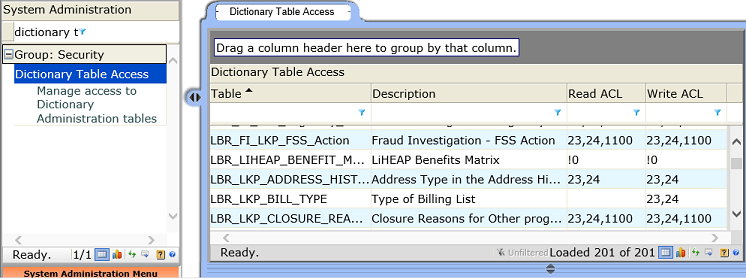 System Administration
dictionary t
Group: Security
Dictionary Table Access
Manage access to
Dictionary
Administration tables
Ready. 1/1
System Administration Menu
Dictionary Table Access
Drag a column header here to group by that column.
Dictionary Table Access
Table Description Read ACL Write ACL
LBR_FI_LKP_FSS_Action Fraud Investigation - FSS Action 23,24,1100 23,24,1100
LBR_LIHEAP_BENEFIT_M... LiHEAP Benefits Matrix !0 !0
LBR_LKP_ADDRESS_HIST... Address Type in the Address Hi... 23,24 23,24
LBR_LKP_BILL_TYPE Type of Billing List 23,24
LBR_LKP_CLOSURE_REA... Closure Reasons for Other prog... 23,24,1100 23,24,1100
Ready. Unfiltered Loaded 201 of 201